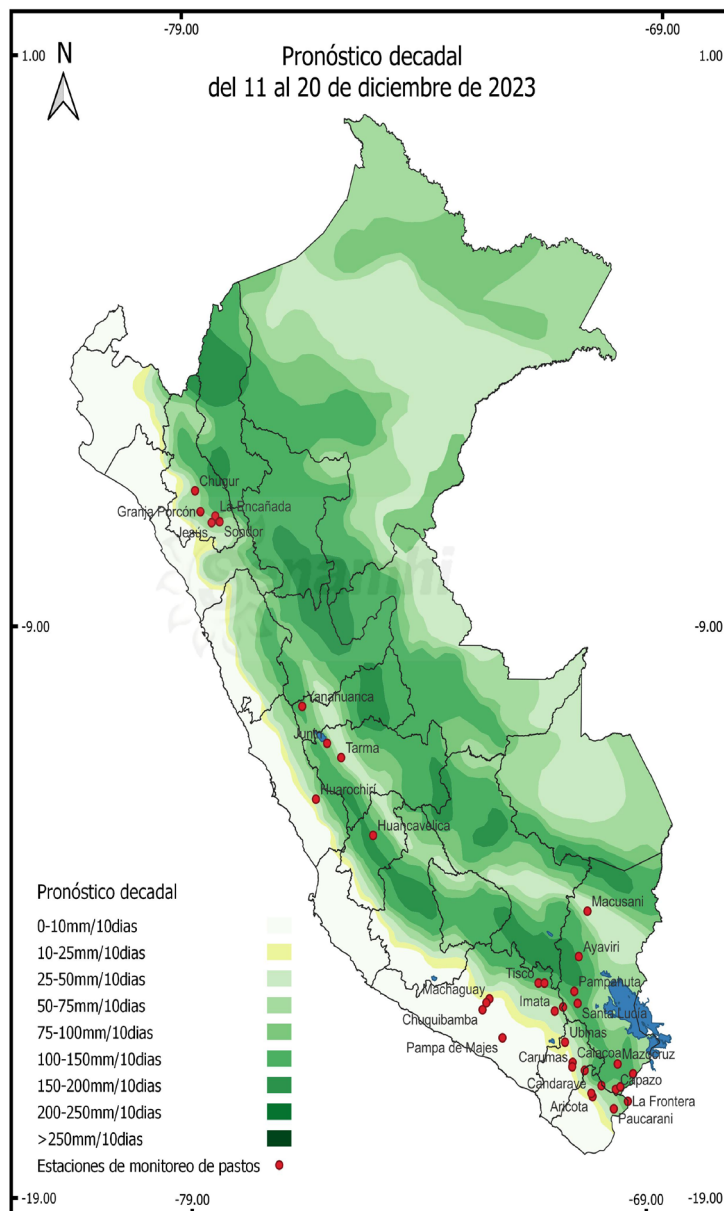 -79.00
-69.00
1.00
N
Pronóstico decadal
1.00
del 11 al 20 de diciembre de 2023
Chugur
Granja Porcón
La Encañada
Jesús
Sondor
-9.00
-9.00
Yanahuanca
Junín
Tarma
Huarochirí
Huancavelica
Macusani
Ayaviri
Tisco
Pampahuta
Machaguay
Imata
Santa Lucía
Chuquibamba
Ubinas
Pampa de Majes
Carumas
Calacoa
Mazocruz
Candarave
Capazo
Aricota
La Frontera
Paucarani
Pronóstico decadal
0-10mm/10dias
10-25mm/10dias
25-50mm/10dias
50-75mm/10dias
75-100mm/10dias
100-150mm/10dias
150-200mm/10dias
200-250mm/10dias
>250mm/10dias
Estaciones de monitoreo de pastos
-19.00
-79.00
-69.00
-19.00